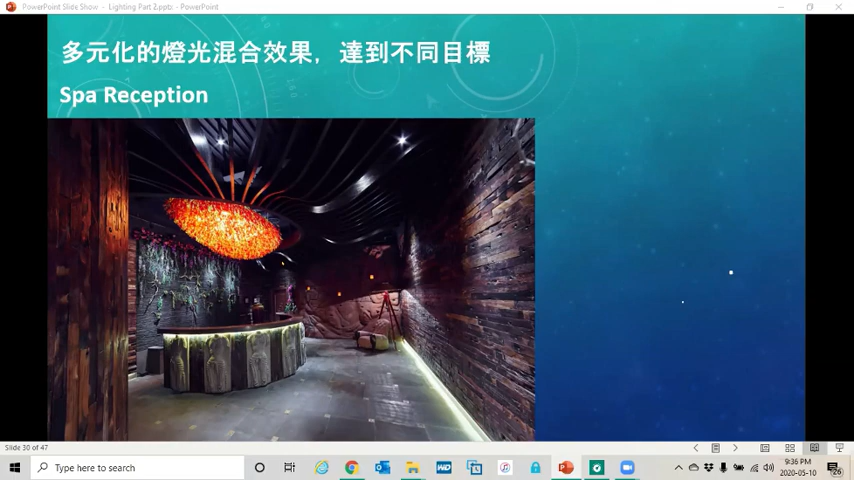 PowerPoint Slide Show - Lighting Part 2.pptx - PowerPoint
多元化的燈光混合效果，達到不同目標
Spa Reception
Slide 30 of 47
Type here to search
WD
9:36 PM
2020-05-10
26